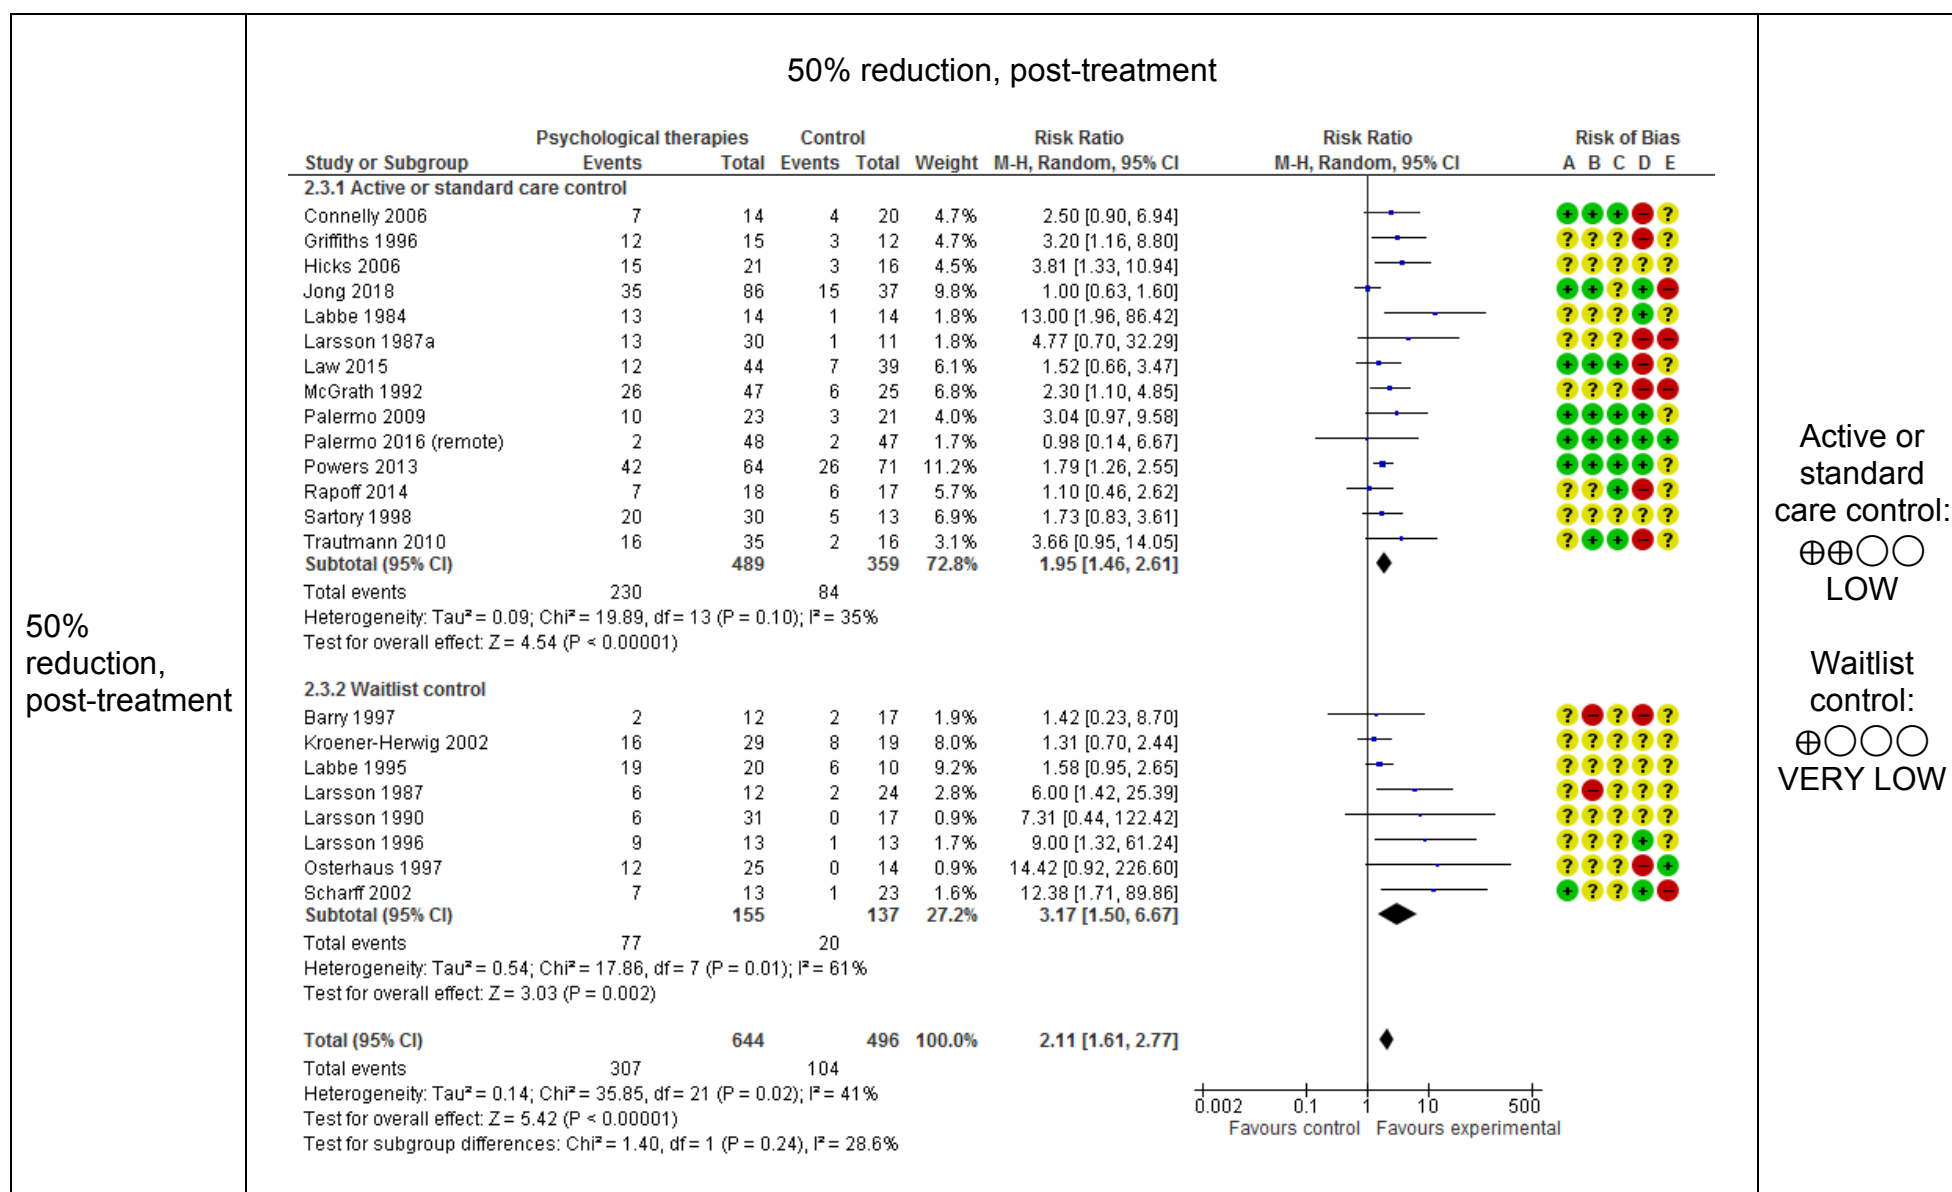 50% reduction, post-treatment
Psychological therapies Control Risk Ratio Risk Ratio Risk of Bias
Study or Subgroup Events Total Events Total Weight M-H, Random, 95% CI M-H, Random, 95% CI A B C D E
2.3.1 Active or standard care control
Connelly 2006 7 14 4 20 4.7% 2.50 [0.90, 6.94] + + + − ?
Griffiths 1996 12 15 3 12 4.7% 3.20 [1.16, 8.80] ? ? ? − ?
Hicks 2006 15 21 3 16 4.5% 3.81 [1.33, 10.94] ? ? ? ? ?
Jong 2018 35 86 15 37 9.8% 1.00 [0.63, 1.60] + + ? + −
Labbe 1984 13 14 1 14 1.8% 13.00 [1.96, 86.42] ? ? ? + ?
Larsson 1987a 13 30 1 11 1.8% 4.77 [0.70, 32.29] ? ? ? − −
Law 2015 12 44 7 39 6.1% 1.52 [0.66, 3.47] + + + − ?
McGrath 1992 26 47 6 25 6.8% 2.30 [1.10, 4.85] ? ? ? − −
Palermo 2009 10 23 3 21 4.0% 3.04 [0.97, 9.58] + + + + ?
Palermo 2016 (remote) 2 48 2 47 1.7% 0.98 [0.14, 6.67] + + + + +
Powers 2013 42 64 26 71 11.2% 1.79 [1.26, 2.55] + + + + ?
Rapoff 2014 7 18 6 17 5.7% 1.10 [0.46, 2.62] ? ? + − ?
Sartory 1998 20 30 5 13 6.9% 1.73 [0.83, 3.61] ? ? ? ? ?
Trautmann 2010 16 35 2 16 3.1% 3.66 [0.95, 14.05] ? + + − ?
Subtotal (95% CI) 489 359 72.8% 1.95 [1.46, 2.61]
Total events 230 84
Heterogeneity: Tau² = 0.09; Chi² = 19.89, df = 13 (P = 0.10); I² = 35%
Test for overall effect: Z = 4.54 (P < 0.00001)
2.3.2 Waitlist control
Barry 1997 2 12 2 17 1.9% 1.42 [0.23, 8.70] ? − ? − ?
Kroener-Herwig 2002 16 29 8 19 8.0% 1.31 [0.70, 2.44] ? ? ? ? ?
Labbe 1995 19 20 6 10 9.2% 1.58 [0.95, 2.65] ? ? ? ? ?
Larsson 1987 6 12 2 24 2.8% 6.00 [1.42, 25.39] ? − ? ? ?
Larsson 1990 6 31 0 17 0.9% 7.31 [0.44, 122.42] ? ? ? ? ?
Larsson 1996 9 13 1 13 1.7% 9.00 [1.32, 61.24] ? ? ? + ?
Osterhaus 1997 12 25 0 14 0.9% 14.42 [0.92, 226.60] ? ? ? − +
Scharff 2002 7 13 1 23 1.6% 12.38 [1.71, 89.86] + ? ? + −
Subtotal (95% CI) 155 137 27.2% 3.17 [1.50, 6.67]
Total events 77 20
Heterogeneity: Tau² = 0.54; Chi² = 17.86, df = 7 (P = 0.01); I² = 61%
Test for overall effect: Z = 3.03 (P = 0.002)
Total (95% CI) 644 496 100.0% 2.11 [1.61, 2.77]
Total events 307 104
Heterogeneity: Tau² = 0.14; Chi² = 35.85, df = 21 (P = 0.02); I² = 41%
Test for overall effect: Z = 5.42 (P < 0.00001)
Test for subgroup differences: Chi² = 1.40, df = 1 (P = 0.24), I² = 28.6%
0.002 0.1 1 10 500
Favours control Favours experimental
50%
reduction,
post-treatment
Active or
standard
care control:
⊕⊕◯◯
LOW
Waitlist
control:
⊕◯◯◯
VERY LOW